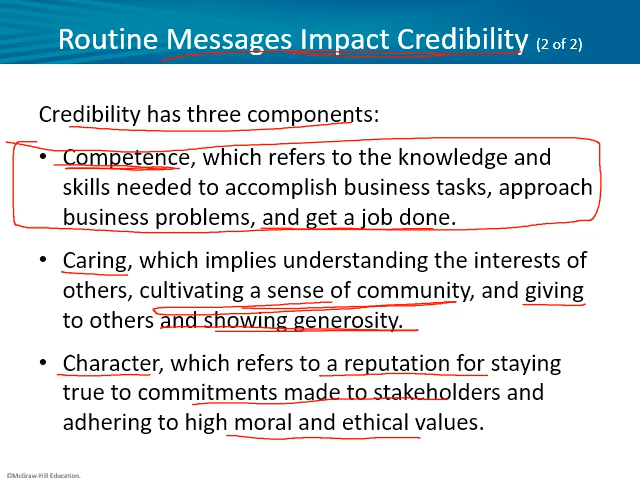 Routine Messages Impact Credibility (2 of 2)
Credibility has three components:
• Competence, which refers to the knowledge and
skills needed to accomplish business tasks, approach
business problems, and get a job done.
• Caring, which implies understanding the interests of
others, cultivating a sense of community, and giving
to others and showing generosity.
• Character, which refers to a reputation for staying
true to commitments made to stakeholders and
adhering to high moral and ethical values.
©McGraw-Hill Education.